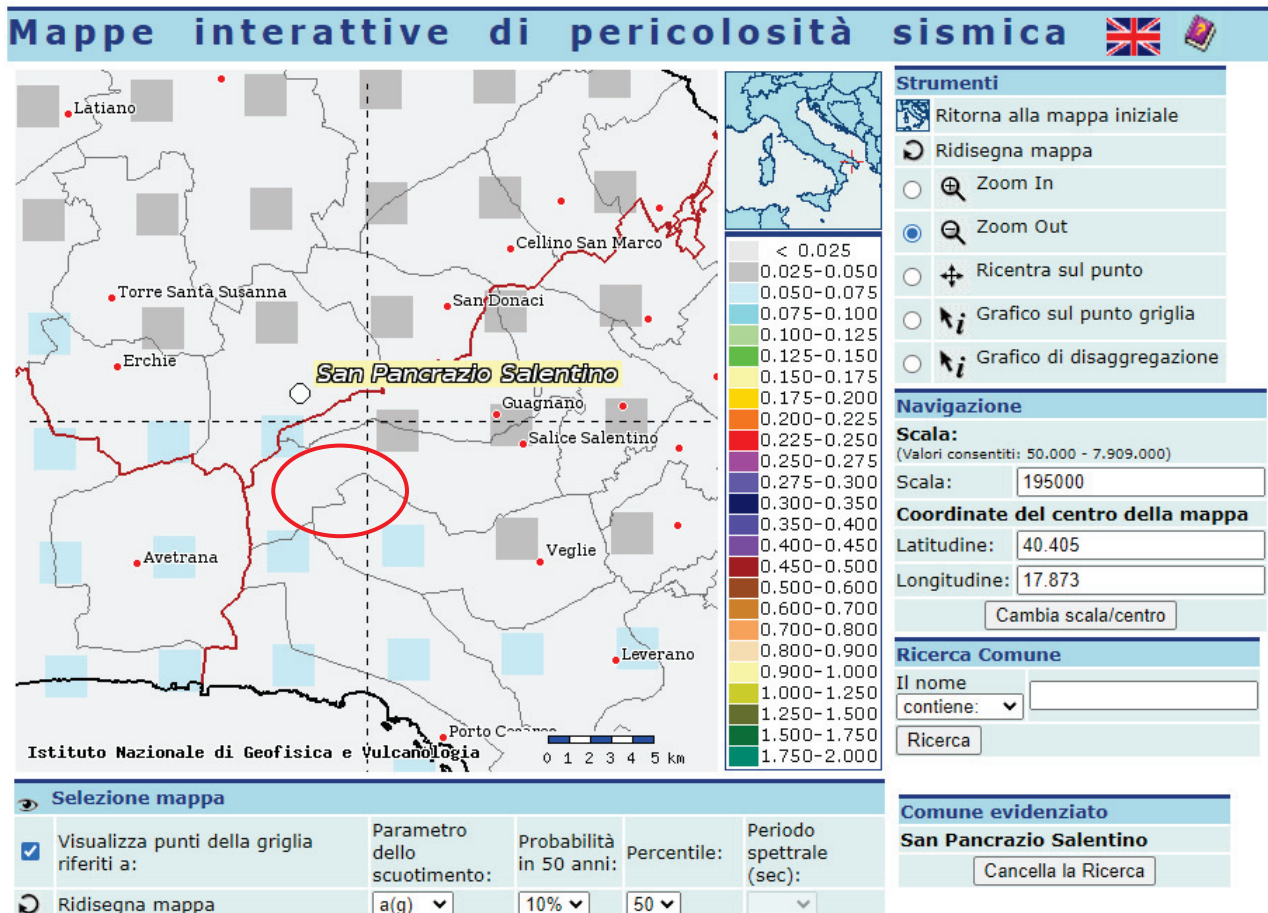 Mappe interattive di pericolosità sismica
Latiano
Cellino San Marco
Torre Santa Susanna
San Donaci
Erchie
San Pancrazio Salentino
Guagnano
Salice Salentino
Avetrana
Veglie
Leverano
Porto
Istituto Nazionale di Geofisica e Vulcanologia
0 1 2 3 4 5 km
< 0.025
0.025-0.050
0.050-0.075
0.075-0.100
0.100-0.125
0.125-0.150
0.150-0.175
0.175-0.200
0.200-0.225
0.225-0.250
0.250-0.275
0.275-0.300
0.300-0.350
0.350-0.400
0.400-0.450
0.450-0.500
0.500-0.600
0.600-0.700
0.700-0.800
0.800-0.900
0.900-1.000
1.000-1.250
1.250-1.500
1.500-1.750
1.750-2.000
Strumenti
Ritorna alla mappa iniziale
Ridisegna mappa
Zoom In
Zoom Out
Ricentra sul punto
Grafico sul punto griglia
Grafico di disaggregazione
Navigazione
Scala:
(Valori consentiti: 50.000 - 7.909.000)
Scala: 195000
Coordinate del centro della mappa
Latitudine: 40.405
Longitudine: 17.873
Cambia scala/centro
Ricerca Comune
Il nome
contiene:
Ricerca
Comune evidenziato
San Pancrazio Salentino
Cancella la Ricerca
Selezione mappa
Visualizza punti della griglia
riferiti a:
Parametro
dello
scuotimento:
Probabilità
in 50 anni:
Percentile:
Periodo
spettrale
(sec):
Ridisegna mappa
a(g)
10%
50